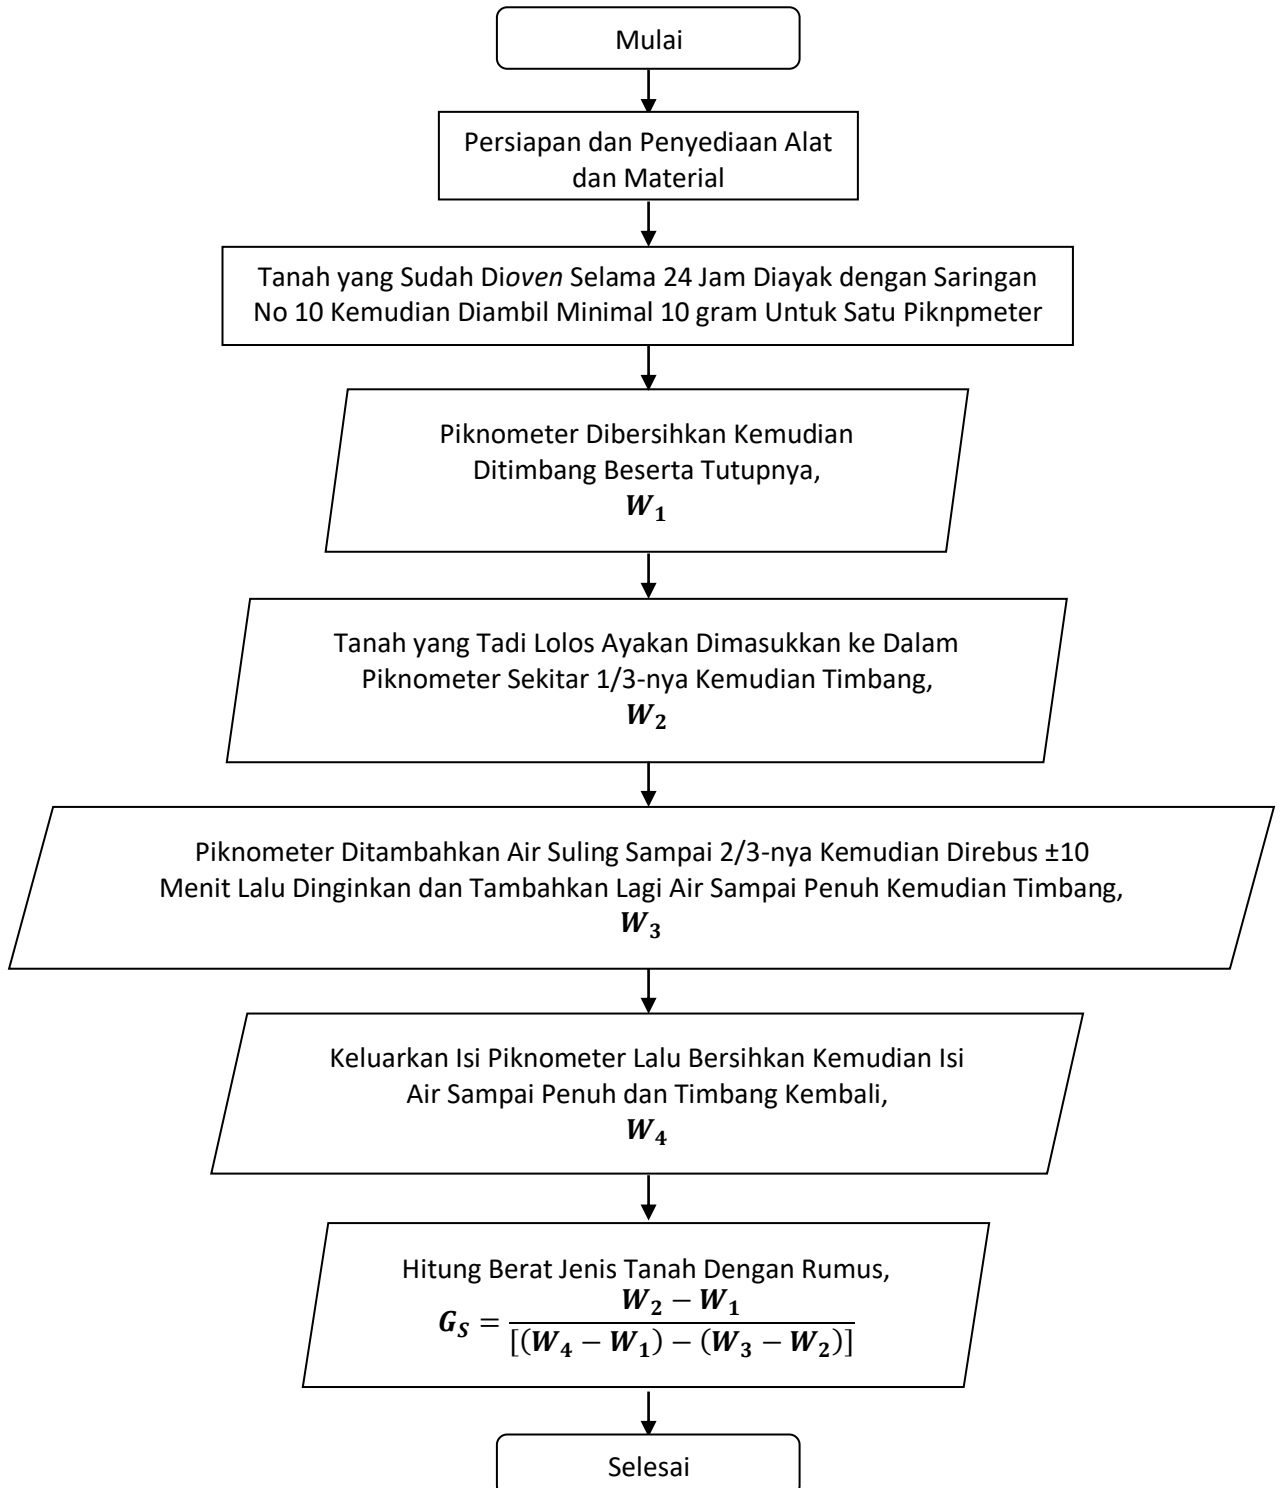 Mulai
Persiapan dan Penyediaan Alat
dan Material
Tanah yang Sudah Dioven Selama 24 Jam Diayak dengan Saringan
No 10 Kemudian Diambil Minimal 10 gram Untuk Satu Piknpmeter
Piknometer Dibersihkan Kemudian
Ditimbang Beserta Tutupnya,
W₁
Tanah yang Tadi Lolos Ayakan Dimasukkan ke Dalam
Piknometer Sekitar 1/3-nya Kemudian Timbang,
W₂
Piknometer Ditambahkan Air Suling Sampai 2/3-nya Kemudian Direbus ±10
Menit Lalu Dinginkan dan Tambahkan Lagi Air Sampai Penuh Kemudian Timbang,
W₃
Keluarkan Isi Piknometer Lalu Bersihkan Kemudian Isi
Air Sampai Penuh dan Timbang Kembali,
W₄
Hitung Berat Jenis Tanah Dengan Rumus,
W₂ − W₁
G_S =
[(W₄ − W₁) − (W₃ − W₂)]
Selesai